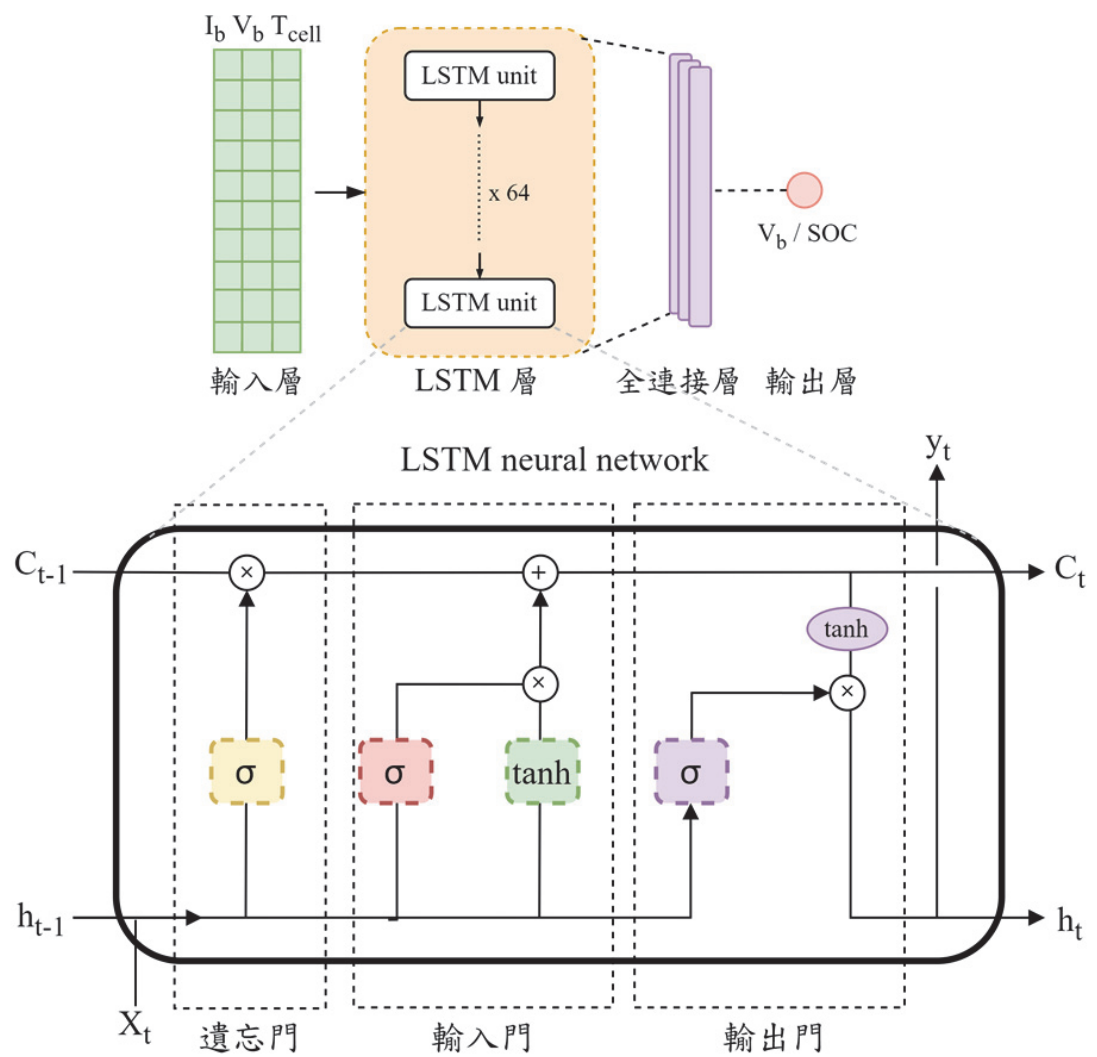 I_b V_b T_cell
LSTM unit
x 64
LSTM unit
V_b / SOC
輸入層
LSTM 層
全連接層
輸出層
LSTM neural network
y_t
C_{t-1}
×
+
C_t
tanh
×
×
σ
σ
tanh
σ
h_{t-1}
h_t
X_t
遺忘門
輸入門
輸出門